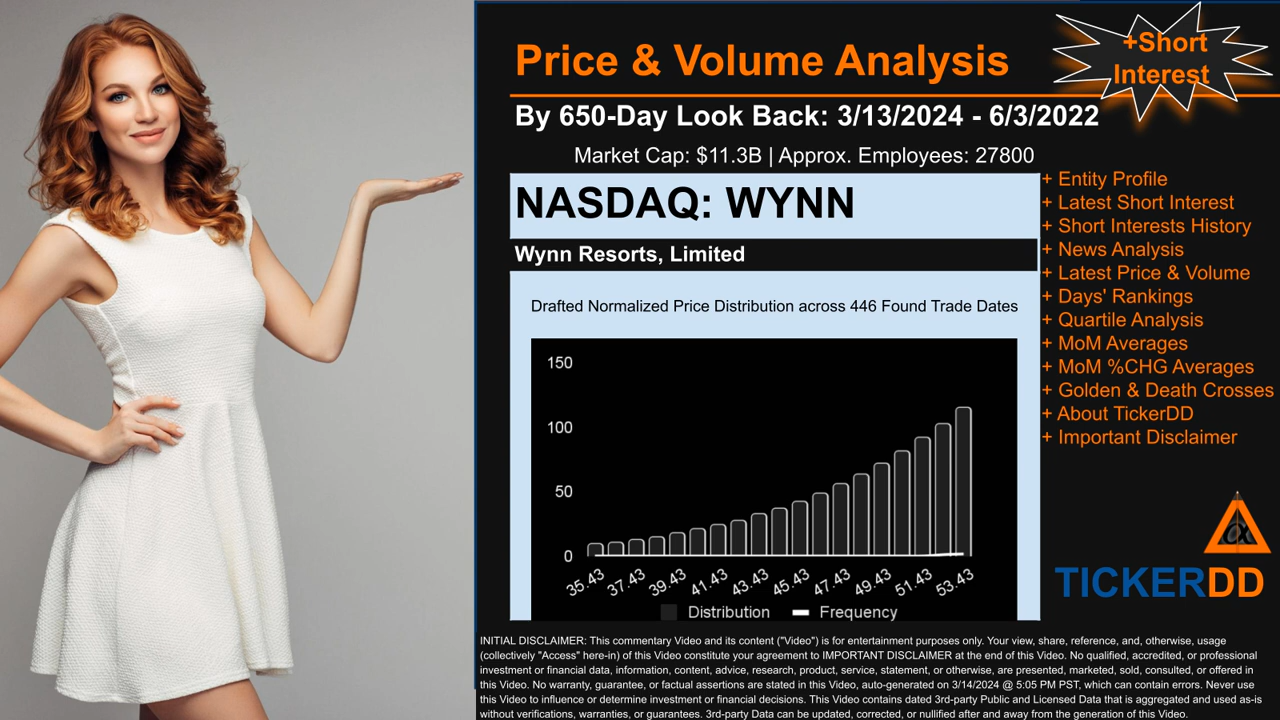 Price & Volume Analysis
+Short
Interest
By 650-Day Look Back: 3/13/2024 - 6/3/2022
Market Cap: $11.3B | Approx. Employees: 27800
NASDAQ: WYNN
Wynn Resorts, Limited
Drafted Normalized Price Distribution across 446 Found Trade Dates
150
100
50
0
35.43 37.43 39.43 41.43 43.43 45.43 47.43 49.43 51.43 53.43
Distribution Frequency
+ Entity Profile
+ Latest Short Interest
+ Short Interests History
+ News Analysis
+ Latest Price & Volume
+ Days' Rankings
+ Quartile Analysis
+ MoM Averages
+ MoM %CHG Averages
+ Golden & Death Crosses
+ About TickerDD
+ Important Disclaimer
TICKERDD
INITIAL DISCLAIMER: This commentary Video and its content ("Video") is for entertainment purposes only. Your view, share, reference, and, otherwise, usage
(collectively "Access" here-in) of this Video constitute your agreement to IMPORTANT DISCLAIMER at the end of this Video. No qualified, accredited, or professional
investment or financial data, information, content, advice, research, product, service, statement, or otherwise, are presented, marketed, sold, consulted, or offered in
this Video. No warranty, guarantee, or factual assertions are stated in this Video, auto-generated on 3/14/2024 @ 5:05 PM PST, which can contain errors. Never use
this Video to influence or determine investment or financial decisions. This Video contains dated 3rd-party Public and Licensed Data that is aggregated and used as-is
without verifications, warranties, or guarantees. 3rd-party Data can be updated, corrected, or nullified after and away from the generation of this Video.